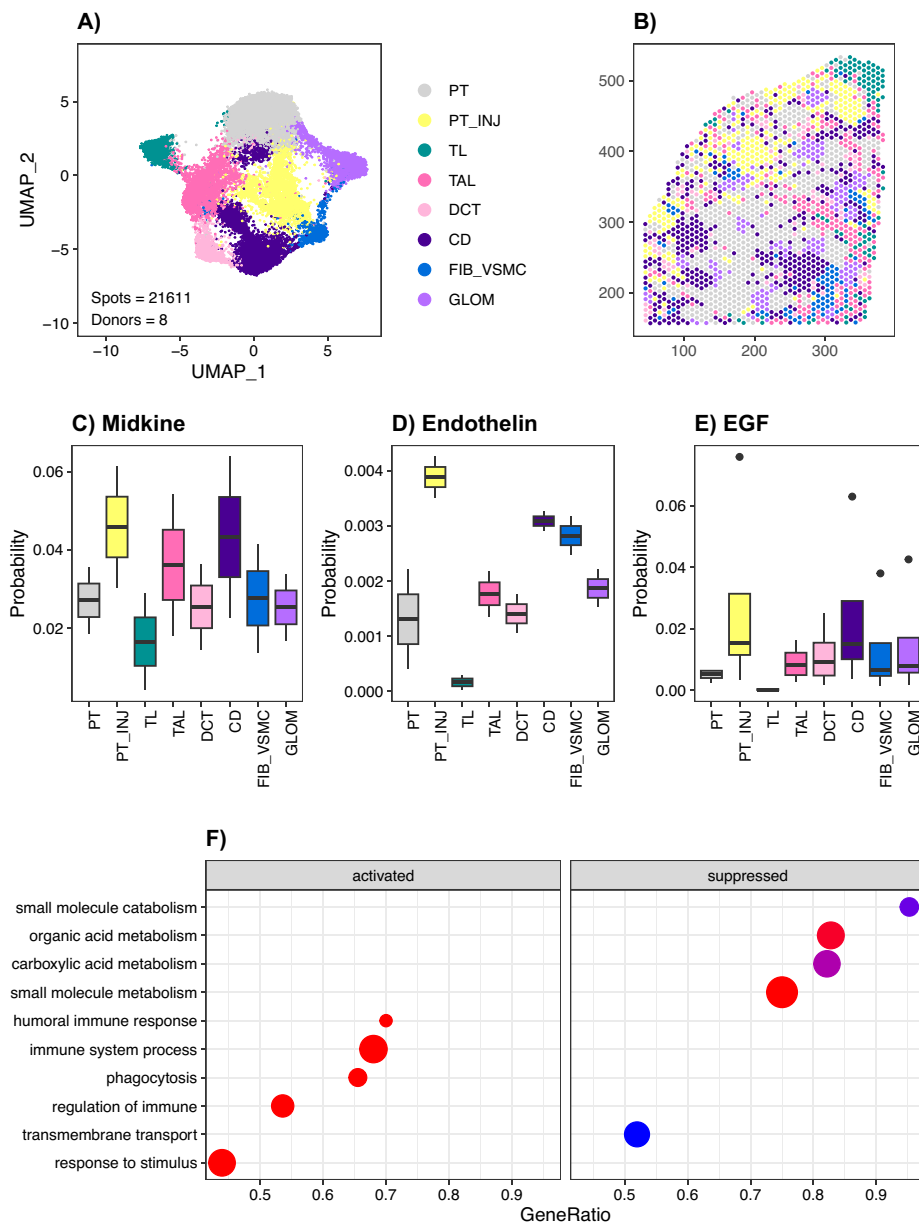 A)
B)
UMAP_2
5
0
−5
−10
Spots = 21611
Donors = 8
−10
−5
0
5
UMAP_1
PT
PT_INJ
TL
TAL
DCT
CD
FIB_VSMC
GLOM
500
400
300
200
100
200
300
C) Midkine
D) Endothelin
E) EGF
Probability
0.06
0.04
0.02
PT
PT_INJ
TL
TAL
DCT
CD
FIB_VSMC
GLOM
Probability
0.004
0.003
0.002
0.001
0.000
PT
PT_INJ
TL
TAL
DCT
CD
FIB_VSMC
GLOM
Probability
0.06
0.04
0.02
0.00
PT
PT_INJ
TL
TAL
DCT
CD
FIB_VSMC
GLOM
F)
activated
suppressed
small molecule catabolism
organic acid metabolism
carboxylic acid metabolism
small molecule metabolism
humoral immune response
immune system process
phagocytosis
regulation of immune
transmembrane transport
response to stimulus
0.5
0.6
0.7
0.8
0.9
0.5
0.6
0.7
0.8
0.9
GeneRatio